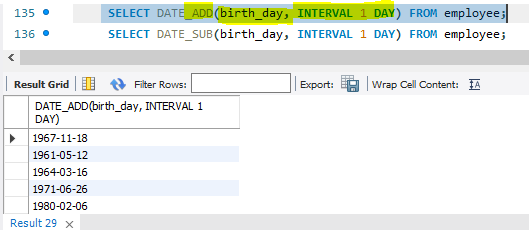 135 SELECT DATE_ADD(birth_day, INTERVAL 1 DAY) FROM employee;
136 SELECT DATE_SUB(birth_day, INTERVAL 1 DAY) FROM employee;
Result Grid Filter Rows: Export: Wrap Cell Content: IA
DATE_ADD(birth_day, INTERVAL 1
DAY)
1967-11-18
1961-05-12
1964-03-16
1971-06-26
1980-02-06
Result 29